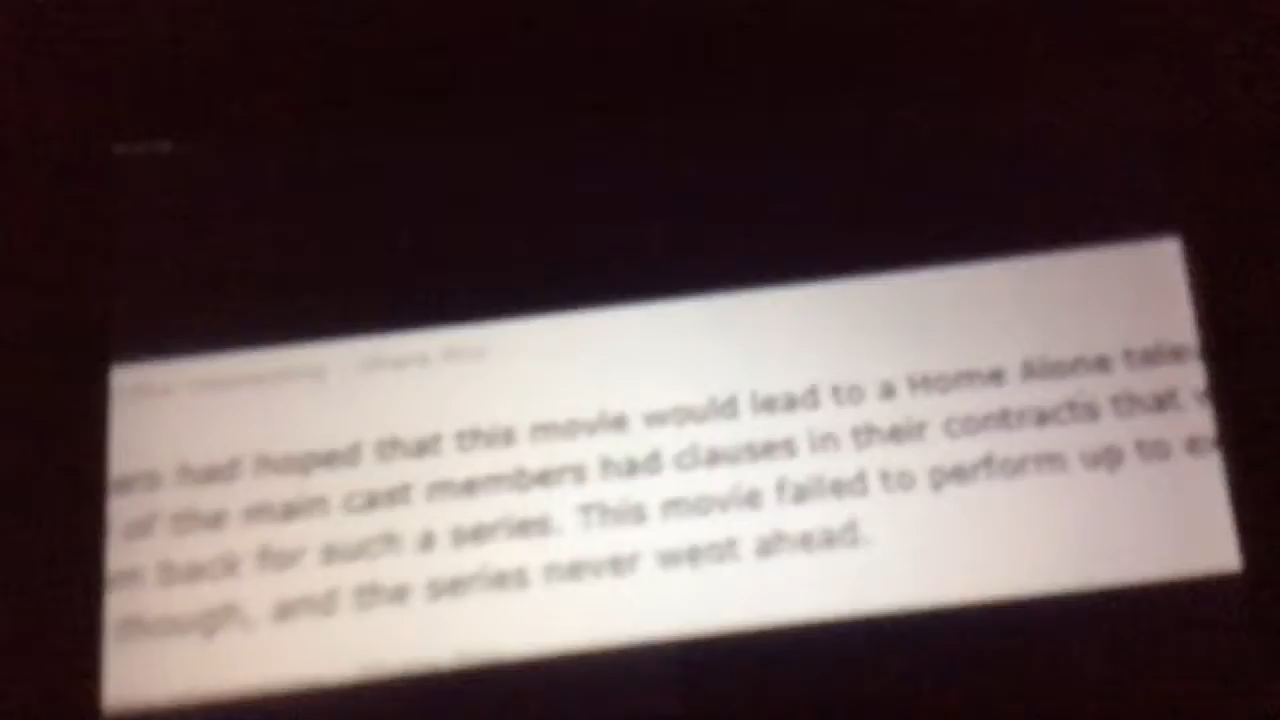 had hoped that this movie would lead to a Home Alone
of the main cast members had clauses in their contracts that
back for such a series. This movie failed to perform up to
though, and the series never went ahead.